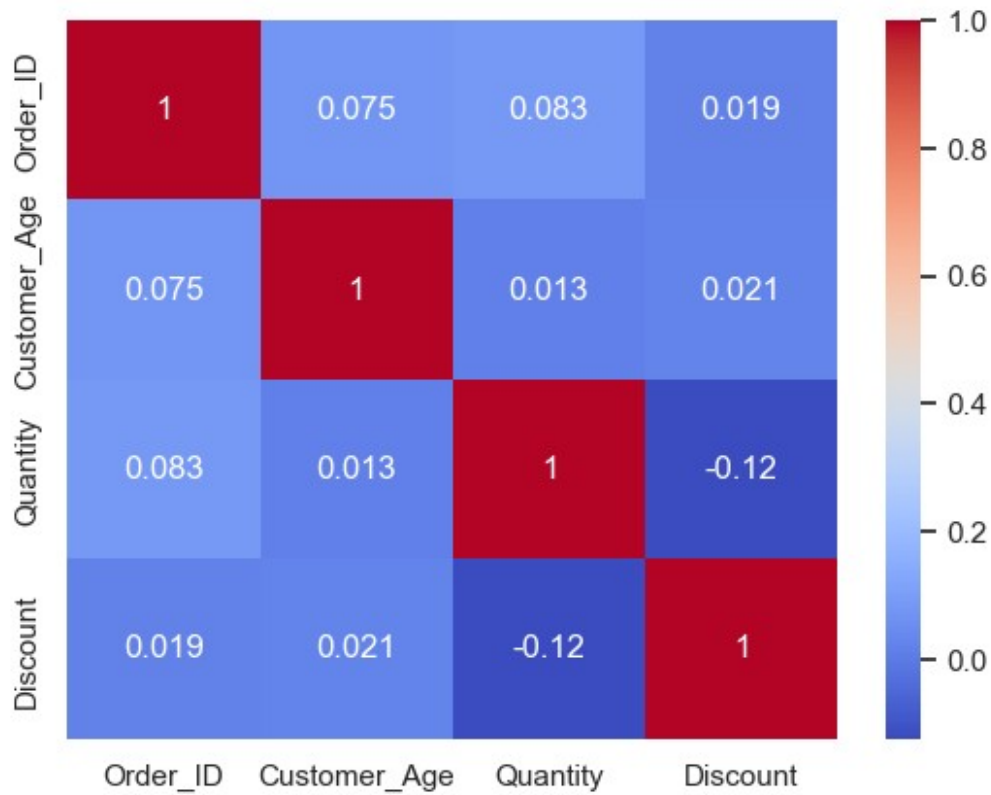 Order_ID
1
0.075
0.083
0.019
Customer_Age
0.075
1
0.013
0.021
Quantity
0.083
0.013
1
-0.12
Discount
0.019
0.021
-0.12
1
Order_ID
Customer_Age
Quantity
Discount
1.0
0.8
0.6
0.4
0.2
0.0